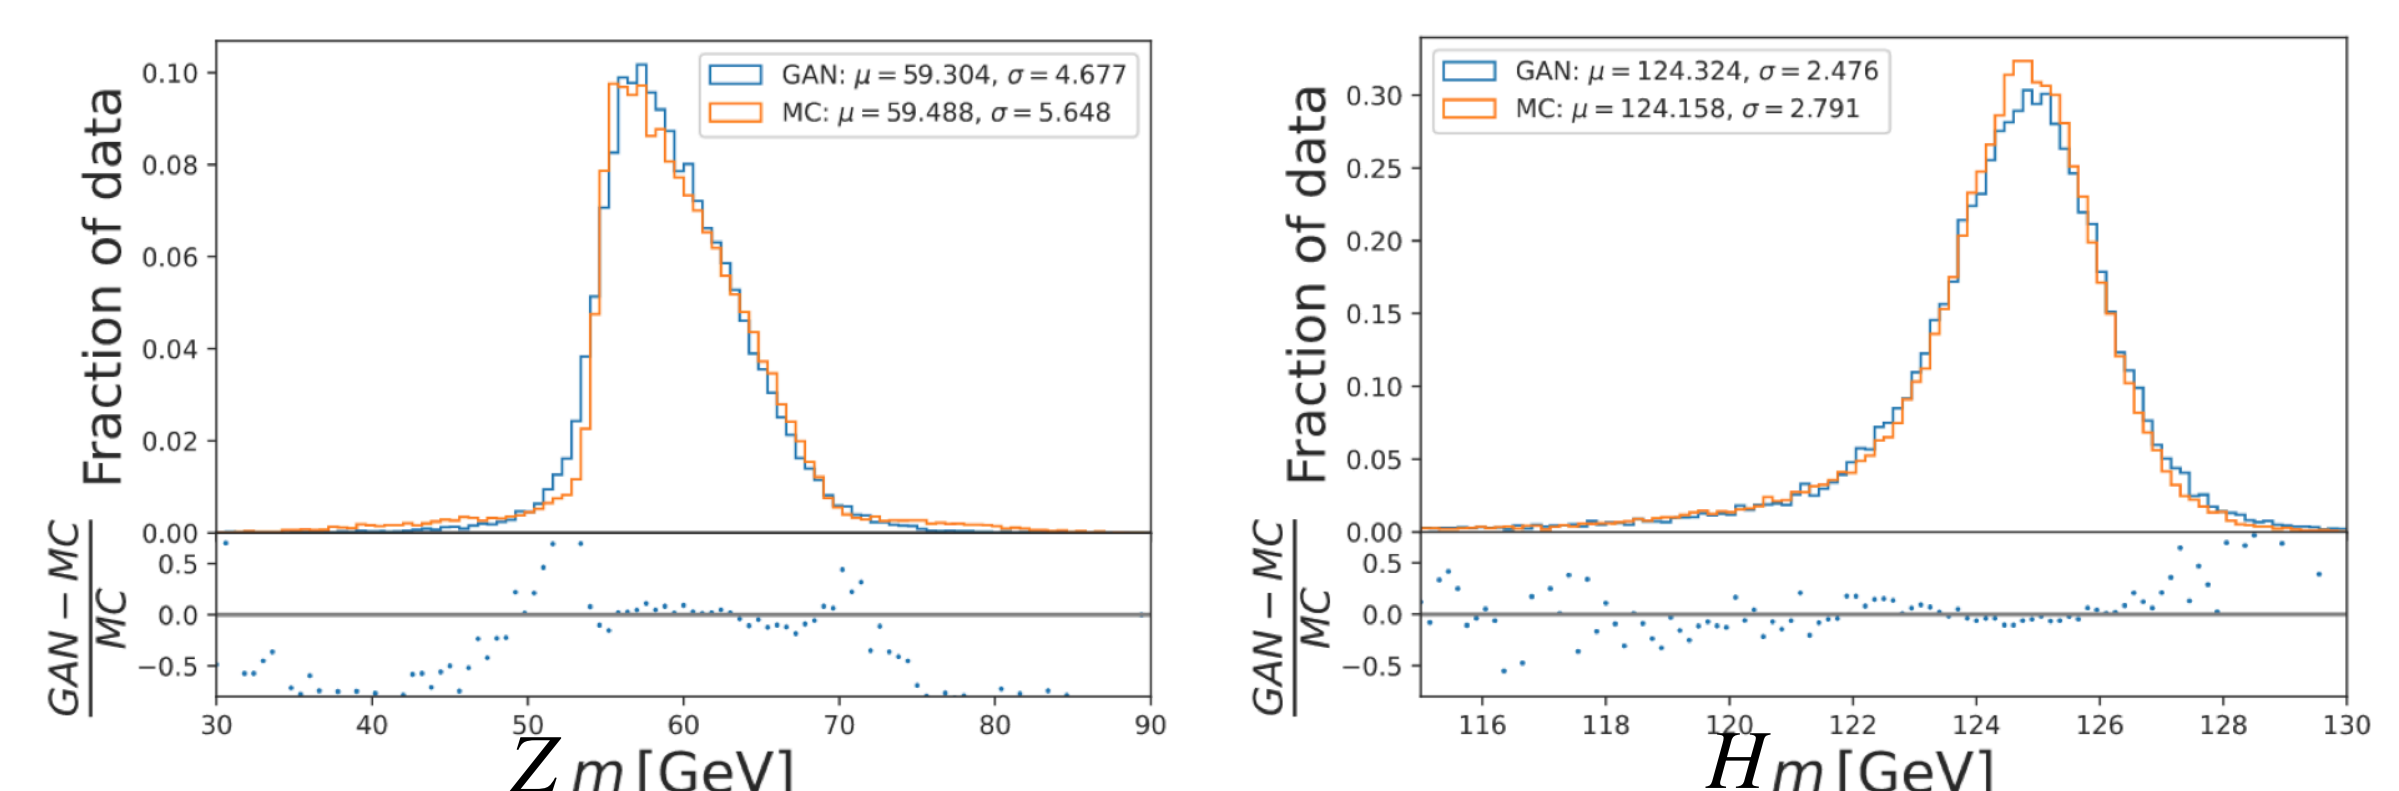 GAN: μ = 59.304, σ = 4.677
MC: μ = 59.488, σ = 5.648
Fraction of data
0.10
0.08
0.06
0.04
0.02
0.00
GAN − MC
MC
0.5
0.0
−0.5
30 40 50 60 70 80 90
Z m [GeV]
GAN: μ = 124.324, σ = 2.476
MC: μ = 124.158, σ = 2.791
Fraction of data
0.30
0.25
0.20
0.15
0.10
0.05
0.00
GAN − MC
MC
0.5
0.0
−0.5
116 118 120 122 124 126 128 130
H m [GeV]